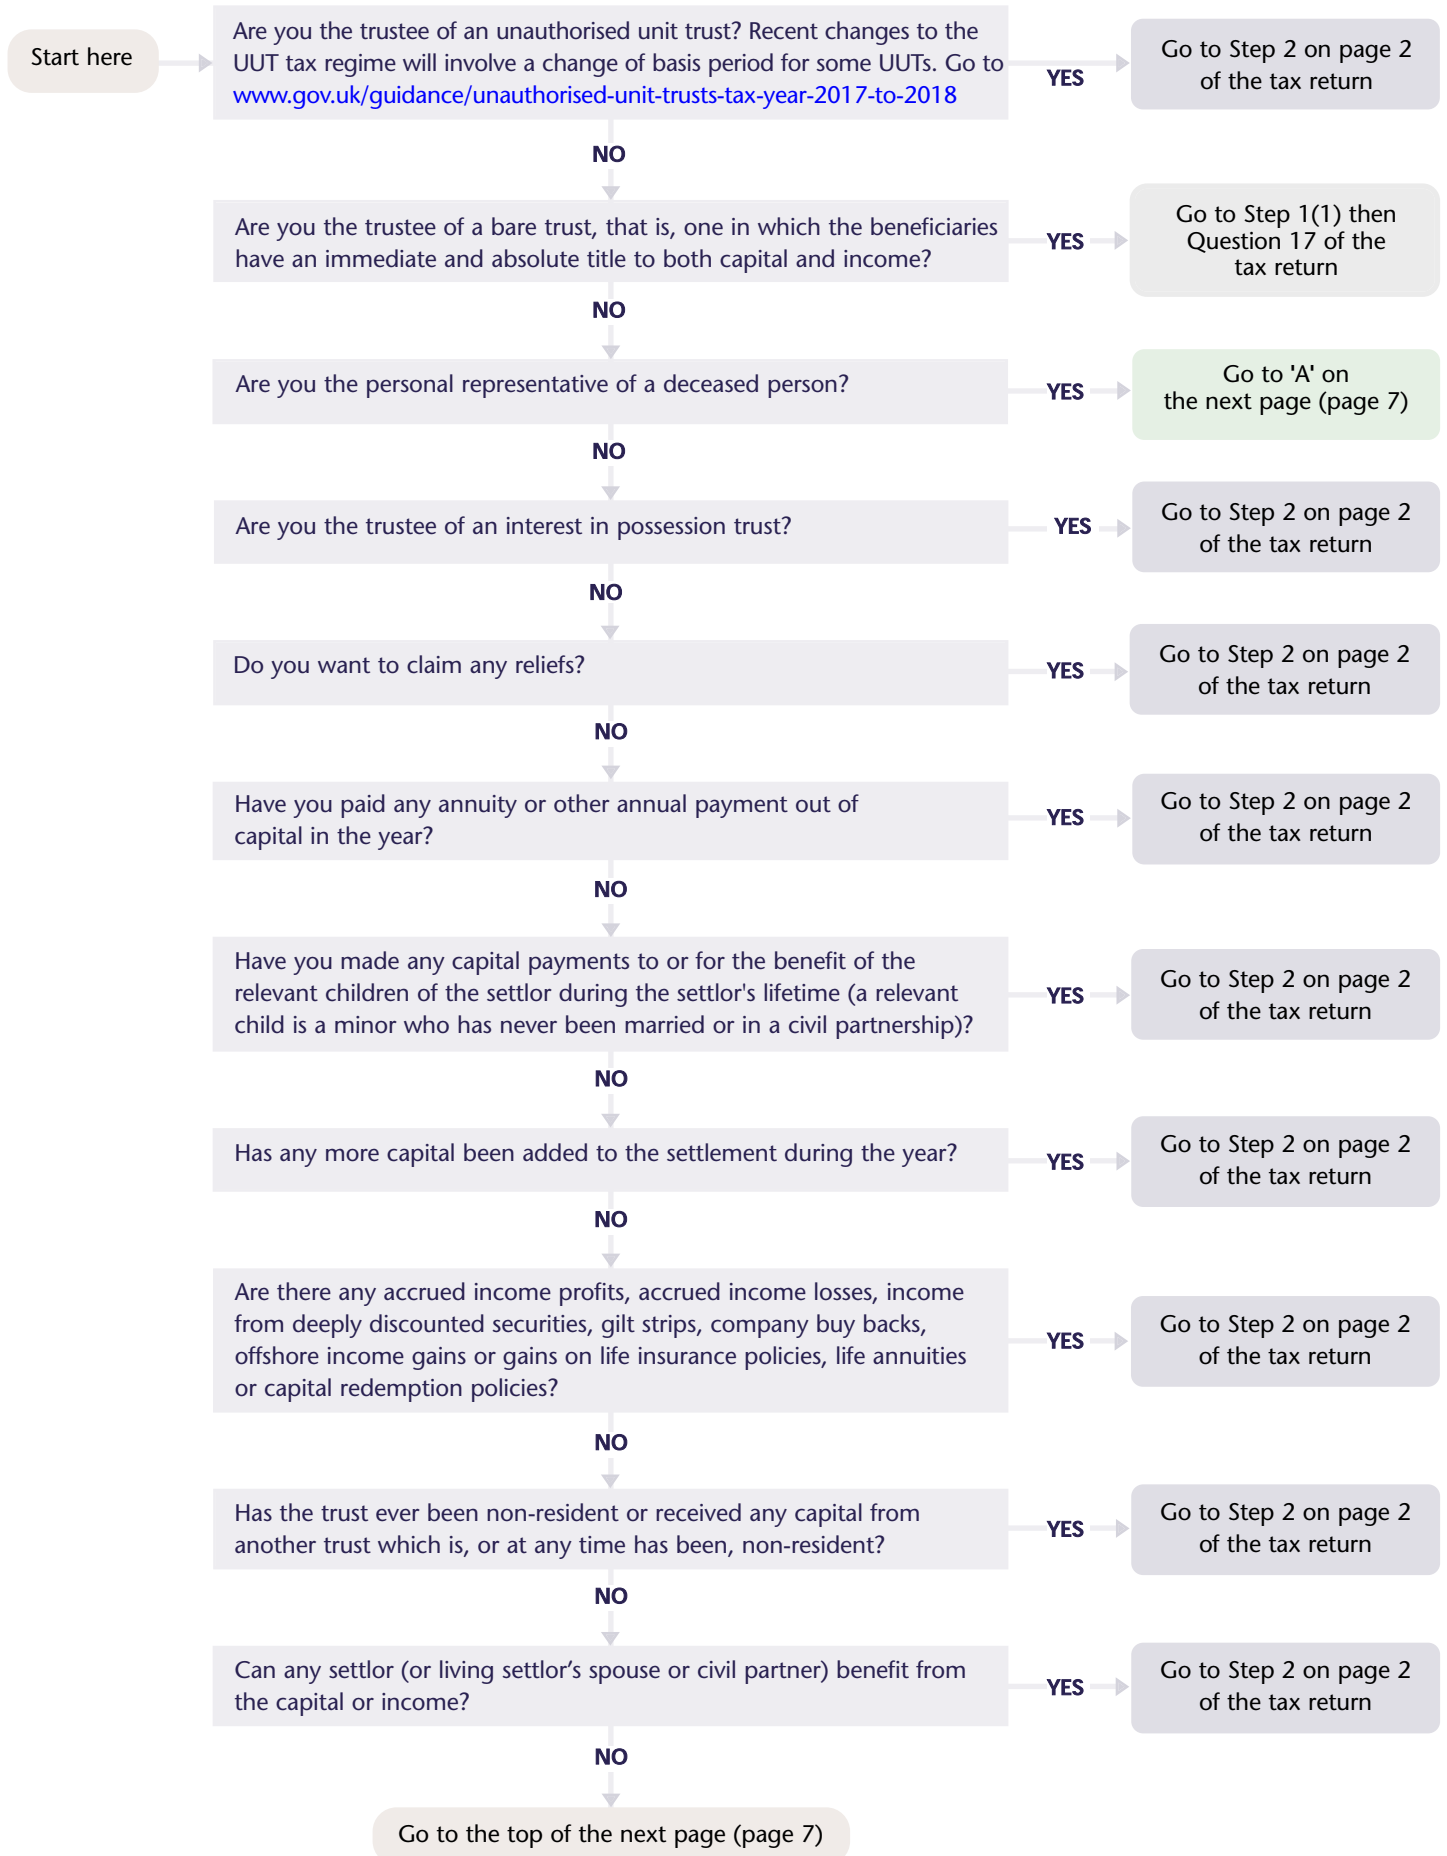 Start here
Are you the trustee of an unauthorised unit trust? Recent changes to the
UUT tax regime will involve a change of basis period for some UUTs. Go to
www.gov.uk/guidance/unauthorised-unit-trusts-tax-year-2017-to-2018
YES
Go to Step 2 on page 2
of the tax return
NO
Are you the trustee of a bare trust, that is, one in which the beneficiaries
have an immediate and absolute title to both capital and income?
YES
Go to Step 1(1) then
Question 17 of the
tax return
NO
Are you the personal representative of a deceased person?
YES
Go to 'A' on
the next page (page 7)
NO
Are you the trustee of an interest in possession trust?
YES
Go to Step 2 on page 2
of the tax return
NO
Do you want to claim any reliefs?
YES
Go to Step 2 on page 2
of the tax return
NO
Have you paid any annuity or other annual payment out of
capital in the year?
YES
Go to Step 2 on page 2
of the tax return
NO
Have you made any capital payments to or for the benefit of the
relevant children of the settlor during the settlor's lifetime (a relevant
child is a minor who has never been married or in a civil partnership)?
YES
Go to Step 2 on page 2
of the tax return
NO
Has any more capital been added to the settlement during the year?
YES
Go to Step 2 on page 2
of the tax return
NO
Are there any accrued income profits, accrued income losses, income
from deeply discounted securities, gilt strips, company buy backs,
offshore income gains or gains on life insurance policies, life annuities
or capital redemption policies?
YES
Go to Step 2 on page 2
of the tax return
NO
Has the trust ever been non-resident or received any capital from
another trust which is, or at any time has been, non-resident?
YES
Go to Step 2 on page 2
of the tax return
NO
Can any settlor (or living settlor’s spouse or civil partner) benefit from
the capital or income?
YES
Go to Step 2 on page 2
of the tax return
NO
Go to the top of the next page (page 7)